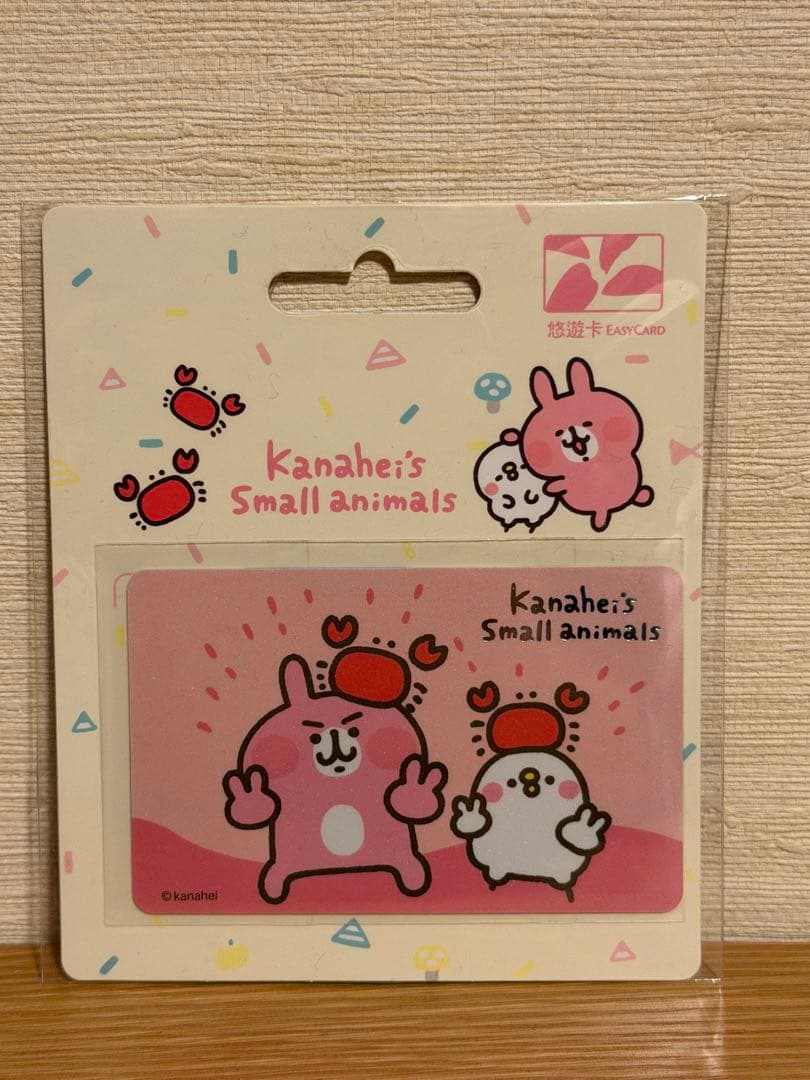 悠遊卡 EASYCARD
Kanahei's
Small animals
Kanahei's
Small animals
©kanahei